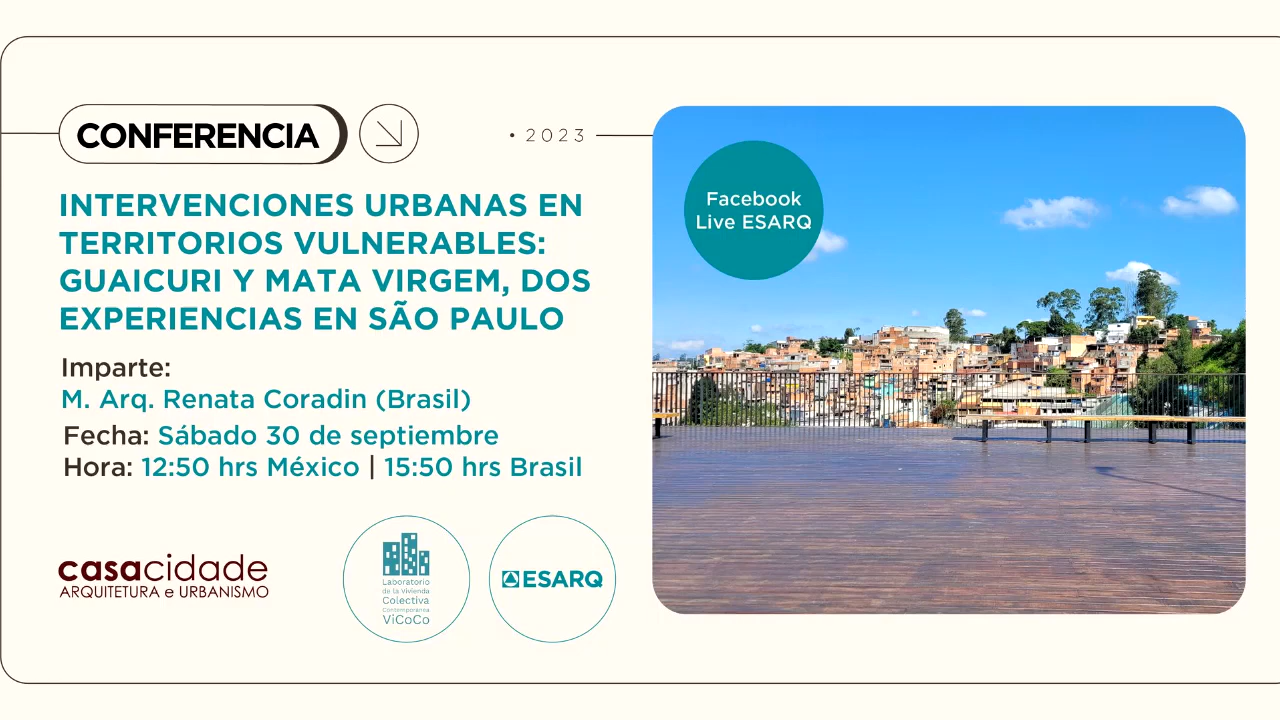 CONFERENCIA
• 2023
INTERVENCIONES URBANAS EN
TERRITORIOS VULNERABLES:
GUAICURI Y MATA VIRGEM, DOS
EXPERIENCIAS EN SÃO PAULO
Imparte:
M. Arq. Renata Coradin (Brasil)
Fecha: Sábado 30 de septiembre
Hora: 12:50 hrs México | 15:50 hrs Brasil
casacidade
ARQUITETURA e URBANISMO
Laboratorio
de la Vivienda
Colectiva
Contemporánea
ViCoCo
ESARQ
Facebook
Live ESARQ